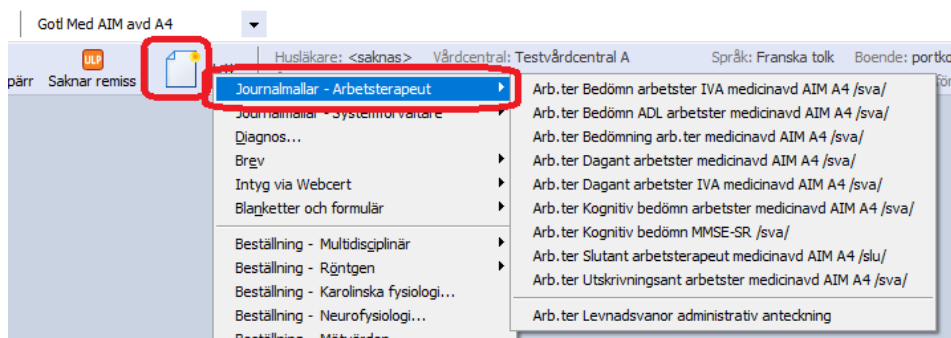 Gotl Med AIM avd A4
ULP
Husläkare: <saknas> Vårdcentral: Testvårdcentral A Språk: Franska tolk Boende: portko
pärr Saknar remiss
Journalmallar - Arbetsterapeut
Journalmallar - Systemförvaltare
Diagnos...
Brev
Intyg via Webcert
Blanketter och formulär
Beställning - Multidisciplinär
Beställning - Röntgen
Beställning - Karolinska fysiologi...
Beställning - Neurofysiologi...
Beställning - Mätvärden
Arb.ter Bedömn arbetster IVA medicinavd AIM A4 /sva/
Arb.ter Bedömn ADL arbetster medicinavd AIM A4 /sva/
Arb.ter Bedömning arb.ter medicinavd AIM A4 /sva/
Arb.ter Dagant arbetster medicinavd AIM A4 /sva/
Arb.ter Dagant arbetster IVA medicinavd AIM A4 /sva/
Arb.ter Kognitiv bedömn arbetster medicinavd AIM A4 /sva/
Arb.ter Kognitiv bedömn MMSE-SR /sva/
Arb.ter Slutant arbetsterapeut medicinavd AIM A4 /slu/
Arb.ter Utskrivningsant arbetster medicinavd AIM A4 /sva/
Arb.ter Levnadsvanor administrativ anteckning